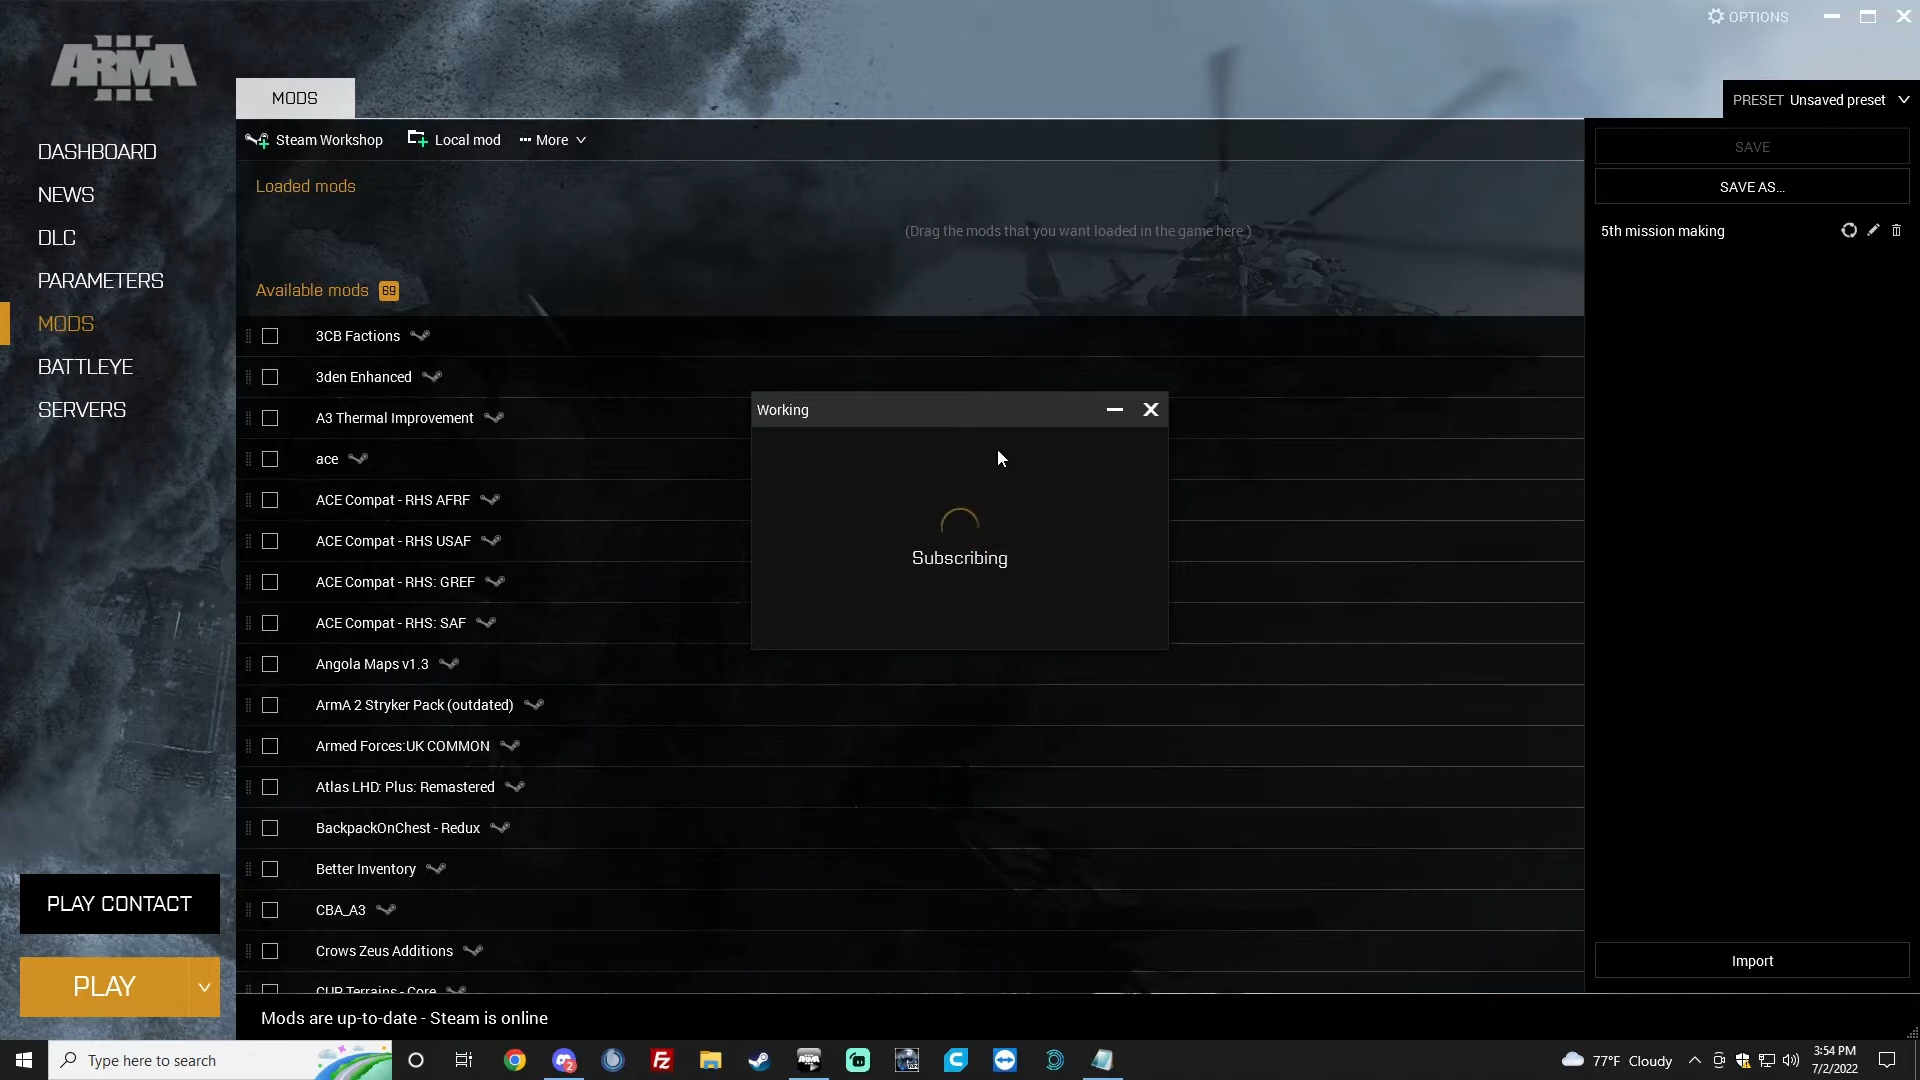 OPTIONS
ARMA III
MODS
PRESET Unsaved preset
Steam Workshop Local mod More
SAVE
SAVE AS...
DASHBOARD
NEWS
DLC
PARAMETERS
MODS
BATTLEYE
SERVERS
Loaded mods
(Drag the mods that you want loaded in the game here.)
5th mission making
Available mods 69
3CB Factions
3den Enhanced
A3 Thermal Improvement
ace
ACE Compat - RHS AFRF
ACE Compat - RHS USAF
ACE Compat - RHS: GREF
ACE Compat - RHS: SAF
Angola Maps v1.3
ArmA 2 Stryker Pack (outdated)
Armed Forces:UK COMMON
Atlas LHD: Plus: Remastered
BackpackOnChest - Redux
Better Inventory
CBA_A3
Crows Zeus Additions
CUP Terrains - Core
Working
Subscribing
PLAY CONTACT
PLAY
Import
Mods are up-to-date - Steam is online
Type here to search
77°F Cloudy
3:54 PM
7/2/2022